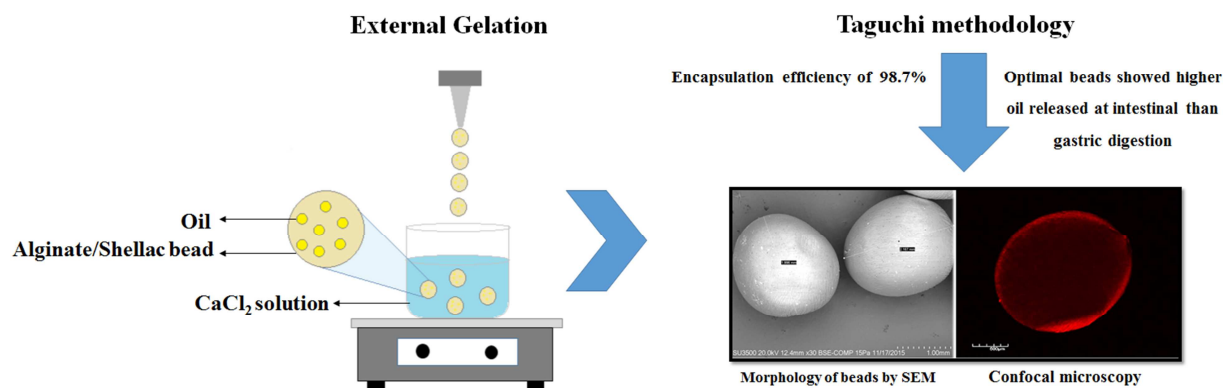 External Gelation
Oil
Alginate/Shellac bead
CaCl₂ solution
Taguchi methodology
Encapsulation efficiency of 98.7%
Optimal beads showed higher
oil released at intestinal than
gastric digestion
SU3500 20.0kV 12.4mm x30 BSE-COMP 15Pa 11/17/2015
1.00mm
Morphology of beads by SEM
Confocal microscopy